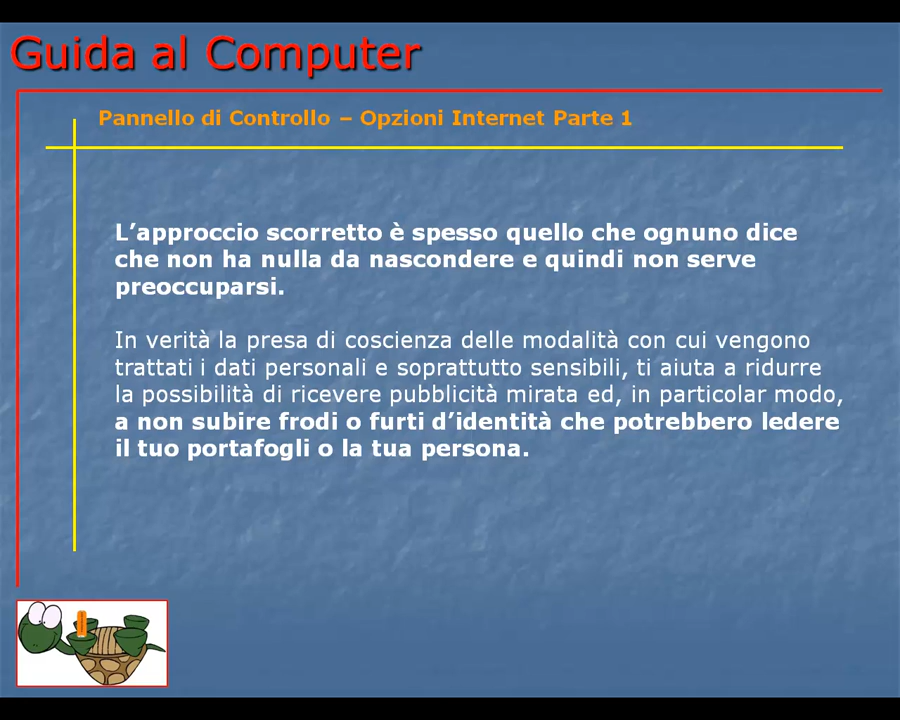 Guida al Computer
Pannello di Controllo – Opzioni Internet Parte 1
L’approccio scorretto è spesso quello che ognuno dice
che non ha nulla da nascondere e quindi non serve
preoccuparsi.
In verità la presa di coscienza delle modalità con cui vengono
trattati i dati personali e soprattutto sensibili, ti aiuta a ridurre
la possibilità di ricevere pubblicità mirata ed, in particolar modo,
a non subire frodi o furti d’identità che potrebbero ledere
il tuo portafogli o la tua persona.